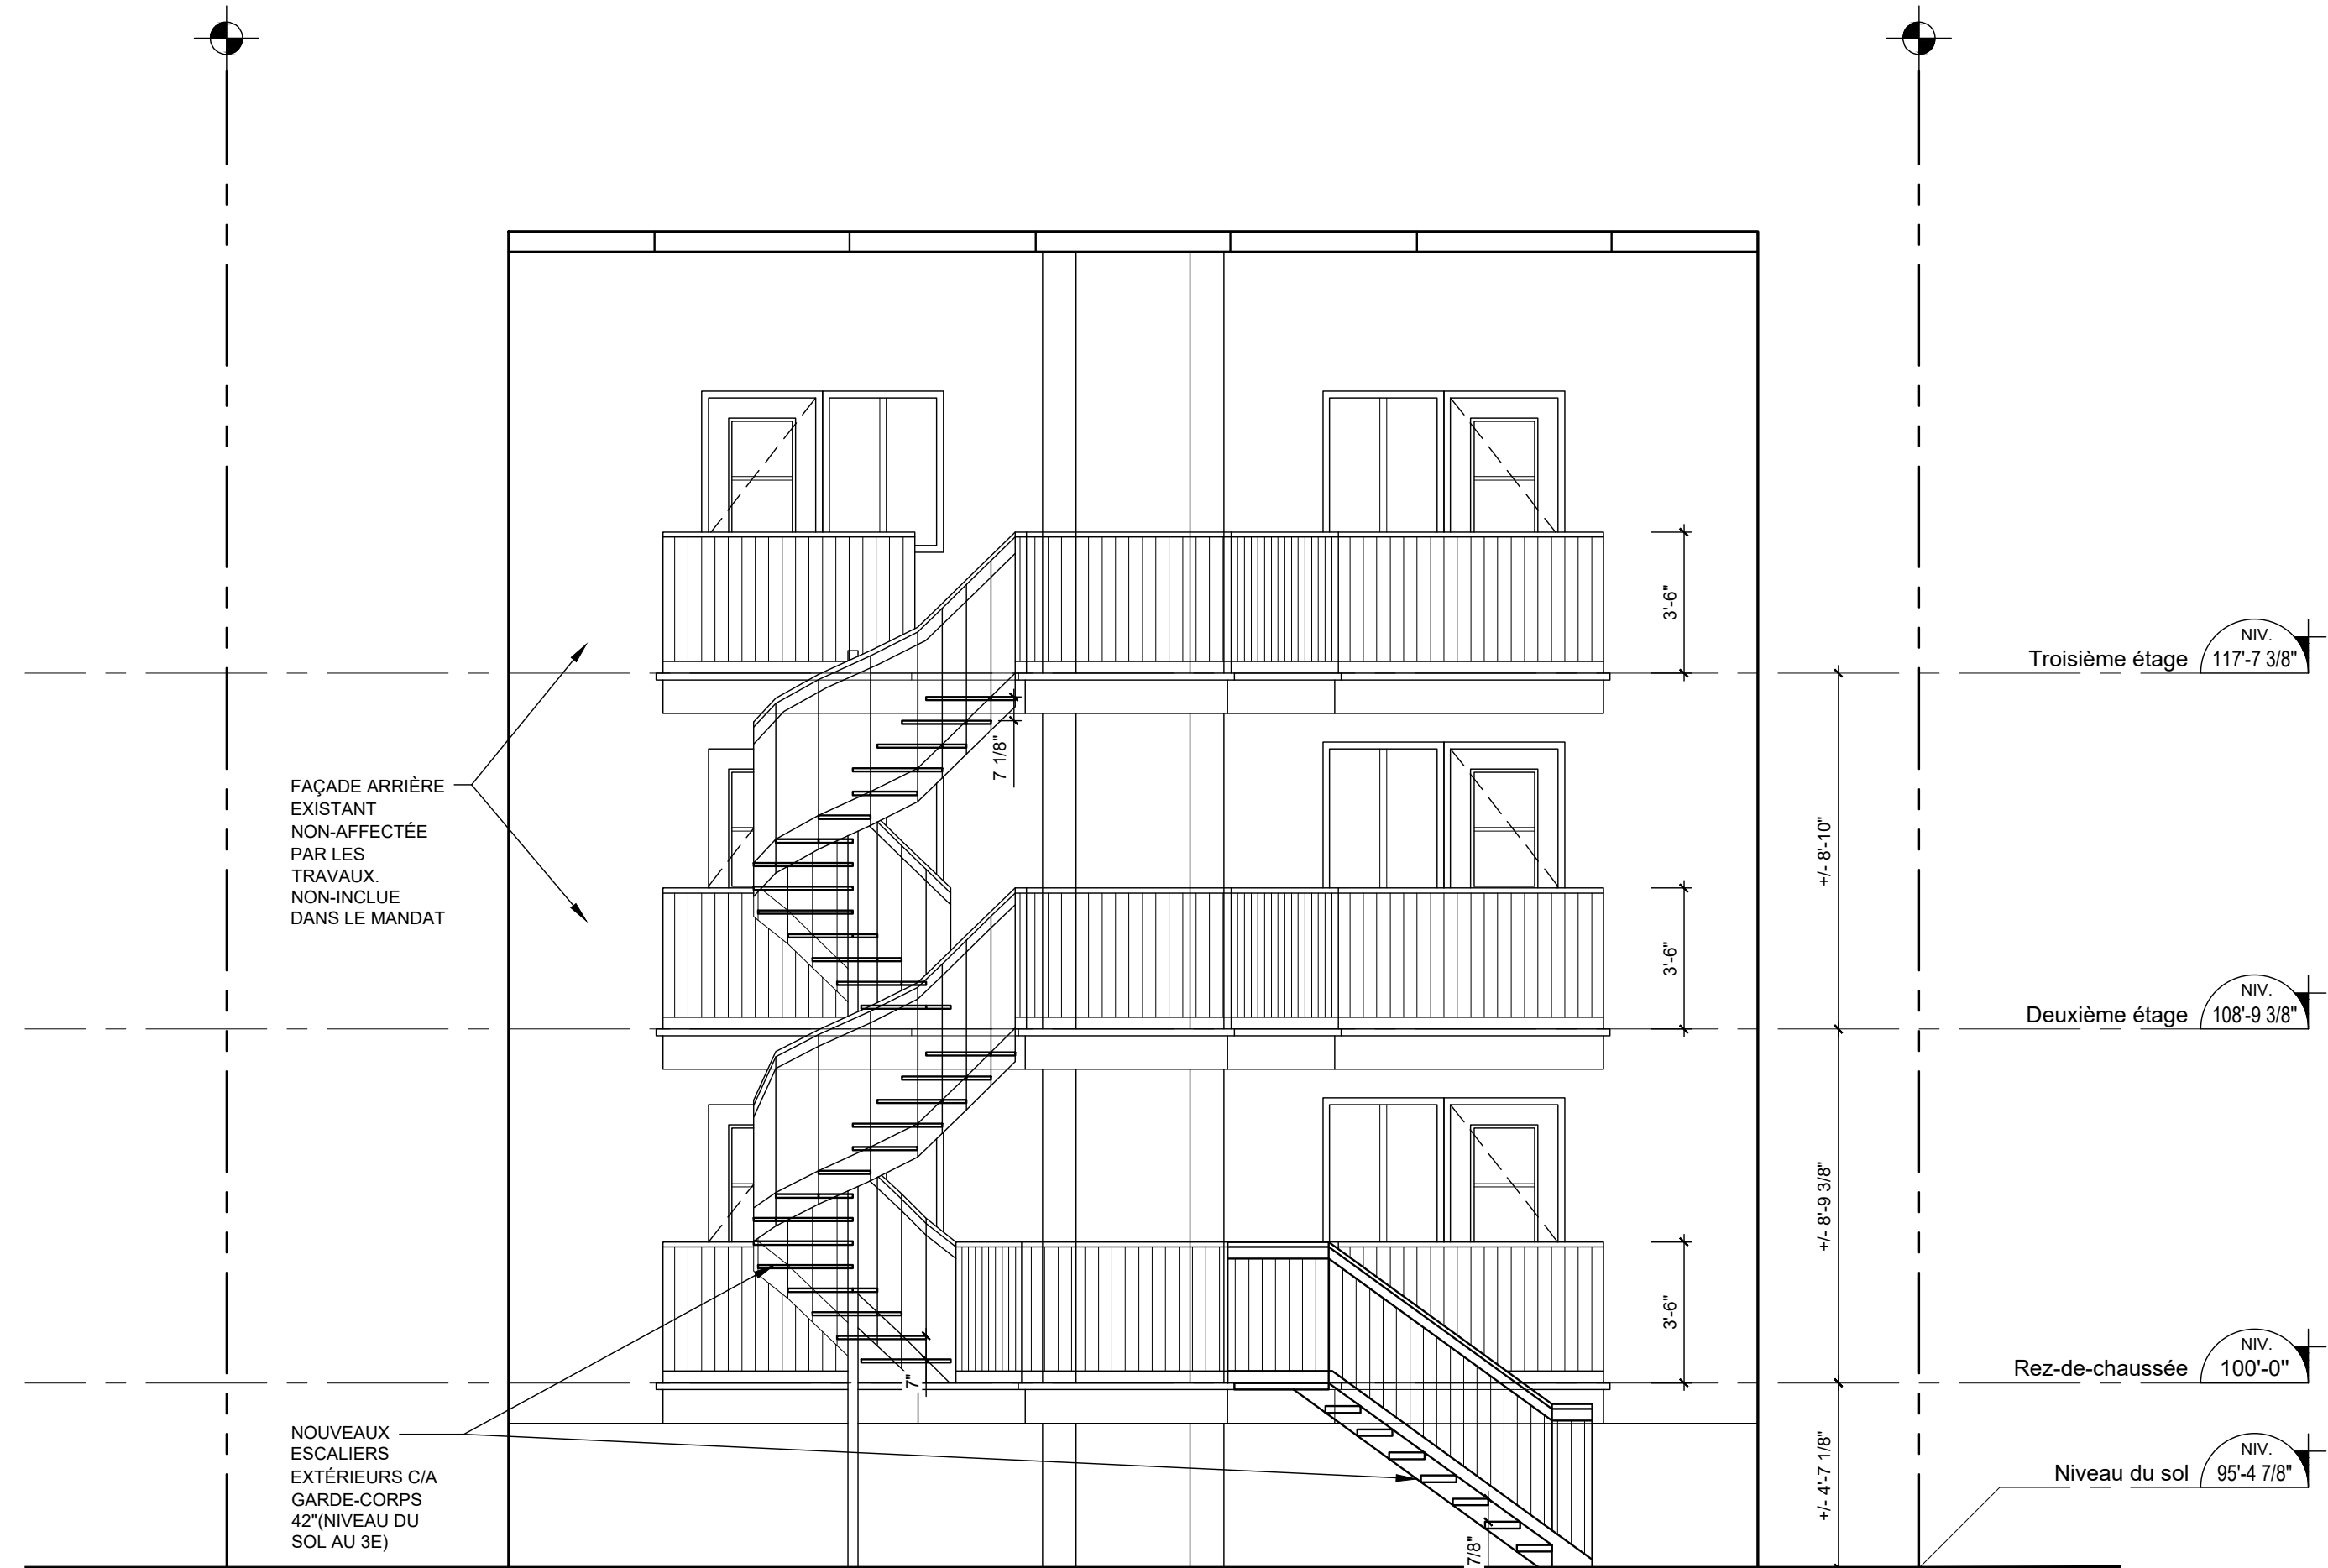 3'-6"
NIV.
Troisième étage
117'-7 3/8"
7 1/8"
FAÇADE ARRIÈRE
EXISTANT
NON-AFFECTÉE
PAR LES
TRAVAUX.
NON-INCLUE
DANS LE MANDAT
+/- 8'-10"
3'-6"
NIV.
Deuxième étage
108'-9 3/8"
+/- 8'-9 3/8"
3'-6"
NIV.
Rez-de-chaussée
100'-0"
7"
NOUVEAUX
ESCALIERS
EXTÉRIEURS C/A
GARDE-CORPS
42"(NIVEAU DU
SOL AU 3E)
+/- 4'-7 1/8"
NIV.
Niveau du sol
95'-4 7/8"
7/8"